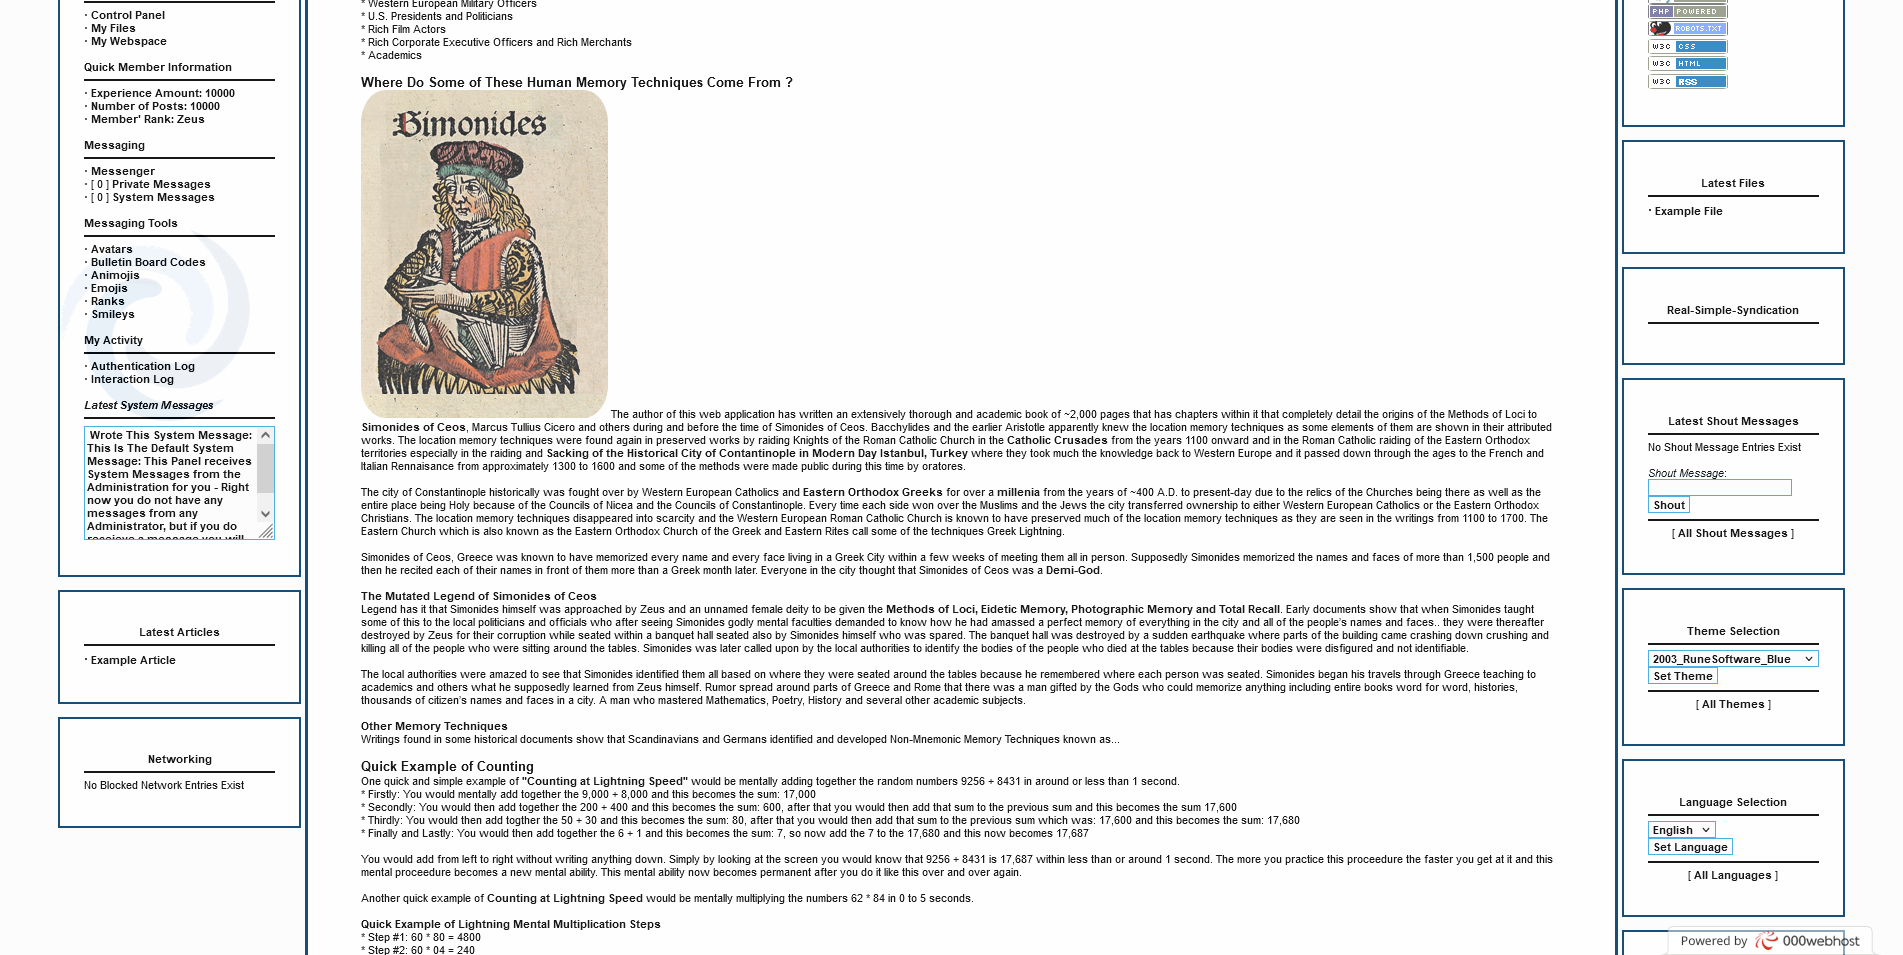 · Control Panel
· My Files
· My Webspace
Quick Member Information
· Experience Amount: 10000
· Number of Posts: 10000
· Member' Rank: Zeus
Messaging
· Messenger
· [ 0 ] Private Messages
· [ 0 ] System Messages
Messaging Tools
· Avatars
· Bulletin Board Codes
· Animojis
· Emojis
· Ranks
· Smileys
My Activity
· Authentication Log
· Interaction Log
Latest System Messages
Wrote This System Message:
This Is The Default System
Message: This Panel receives
System Messages from the
Administration for you - Right
now you do not have any
messages from any
Administrator, but if you do
Latest Articles
· Example Article
Networking
No Blocked Network Entries Exist
* Western European Military Officers
* U.S. Presidents and Politicians
* Rich Film Actors
* Rich Corporate Executive Officers and Rich Merchants
* Academics
Where Do Some of These Human Memory Techniques Come From ?
Simonides
The author of this web application has written an extensively thorough and academic book of ~2,000 pages that has chapters within it that completely detail the origins of the Methods of Loci to
Simonides of Ceos, Marcus Tullius Cicero and others during and before the time of Simonides of Ceos. Bacchylides and the earlier Aristotle apparently knew the location memory techniques as some elements of them are shown in their attributed
works. The location memory techniques were found again in preserved works by raiding Knights of the Roman Catholic Church in the Catholic Crusades from the years 1100 onward and in the Roman Catholic raiding of the Eastern Orthodox
territories especially in the raiding and Sacking of the Historical City of Contantinople in Modern Day Istanbul, Turkey where they took much the knowledge back to Western Europe and it passed down through the ages to the French and
Italian Rennaisance from approximately 1300 to 1600 and some of the methods were made public during this time by oratores.
The city of Constantinople historically was fought over by Western European Catholics and Eastern Orthodox Greeks for over a millenia from the years of ~400 A.D. to present-day due to the relics of the Churches being there as well as the
entire place being Holy because of the Councils of Nicea and the Councils of Constantinople. Every time each side won over the Muslims and the Jews the city transferred ownership to either Western European Catholics or the Eastern Orthodox
Christians. The location memory techniques disappeared into scarcity and the Western European Roman Catholic Church is known to have preserved much of the location memory techniques as they are seen in the writings from 1100 to 1700. The
Eastern Church which is also known as the Eastern Orthodox Church of the Greek and Eastern Rites call some of the techniques Greek Lightning.
Simonides of Ceos, Greece was known to have memorized every name and every face living in a Greek City within a few weeks of meeting them all in person. Supposedly Simonides memorized the names and faces of more than 1,500 people and
then he recited each of their names in front of them more than a Greek month later. Everyone in the city thought that Simonides of Ceos was a Demi-God.
The Mutated Legend of Simonides of Ceos
Legend has it that Simonides himself was approached by Zeus and an unnamed female deity to be given the Methods of Loci, Eidetic Memory, Photographic Memory and Total Recall. Early documents show that when Simonides taught
some of this to the local politicians and officials who after seeing Simonides godly mental faculties demanded to know how he had amassed a perfect memory of everything in the city and all of the people's names and faces.. they were thereafter
destroyed by Zeus for their corruption while seated within a banquet hall seated also by Simonides himself who was spared. The banquet hall was destroyed by a sudden earthquake where parts of the building came crashing down crushing and
killing all of the people who were sitting around the tables. Simonides was later called upon by the local authorities to identify the bodies of the people who died at the tables because their bodies were disfigured and not identifiable.
The local authorities were amazed to see that Simonides identified them all based on where they were seated around the tables because he remembered where each person was seated. Simonides began his travels through Greece teaching to
academics and others what he supposedly learned from Zeus himself. Rumor spread around parts of Greece and Rome that there was a man gifted by the Gods who could memorize anything including entire books word for word, histories,
thousands of citizen's names and faces in a city. A man who mastered Mathematics, Poetry, History and several other academic subjects.
Other Memory Techniques
Writings found in some historical documents show that Scandinavians and Germans identified and developed Non-Mnemonic Memory Techniques known as...
Quick Example of Counting
One quick and simple example of "Counting at Lightning Speed" would be mentally adding together the random numbers 9256 + 8431 in around or less than 1 second.
* Firstly: You would mentally add together the 9,000 + 8,000 and this becomes the sum: 17,000
* Secondly: You would then add together the 200 + 400 and this becomes the sum: 600, after that you would then add that sum to the previous sum and this becomes the sum 17,600
* Thirdly: You would then add togther the 50 + 30 and this becomes the sum: 80, after that you would then add that sum to the previous sum which was: 17,600 and this becomes the sum: 17,680
* Finally and Lastly: You would then add together the 6 + 1 and this becomes the sum: 7, so now add the 7 to the 17,680 and this now becomes 17,687
You would add from left to right without writing anything down. Simply by looking at the screen you would know that 9256 + 8431 is 17,687 within less than or around 1 second. The more you practice this proceedure the faster you get at it and this
mental proceedure becomes a new mental ability. This mental ability now becomes permanent after you do it like this over and over again.
Another quick example of Counting at Lightning Speed would be mentally multiplying the numbers 62 * 84 in 0 to 5 seconds.
Quick Example of Lightning Mental Multiplication Steps
* Step #1: 60 * 80 = 4800
* Step #2: 60 * 04 = 240
PHP POWERED
ROBOTS.TXT
W3C CSS
W3C HTML
W3C RSS
Latest Files
· Example File
Real-Simple-Syndication
Latest Shout Messages
No Shout Message Entries Exist
Shout Message:
Shout
[ All Shout Messages ]
Theme Selection
2003_RuneSoftware_Blue
Set Theme
[ All Themes ]
Language Selection
English
Set Language
[ All Languages ]
Powered by 000webhost